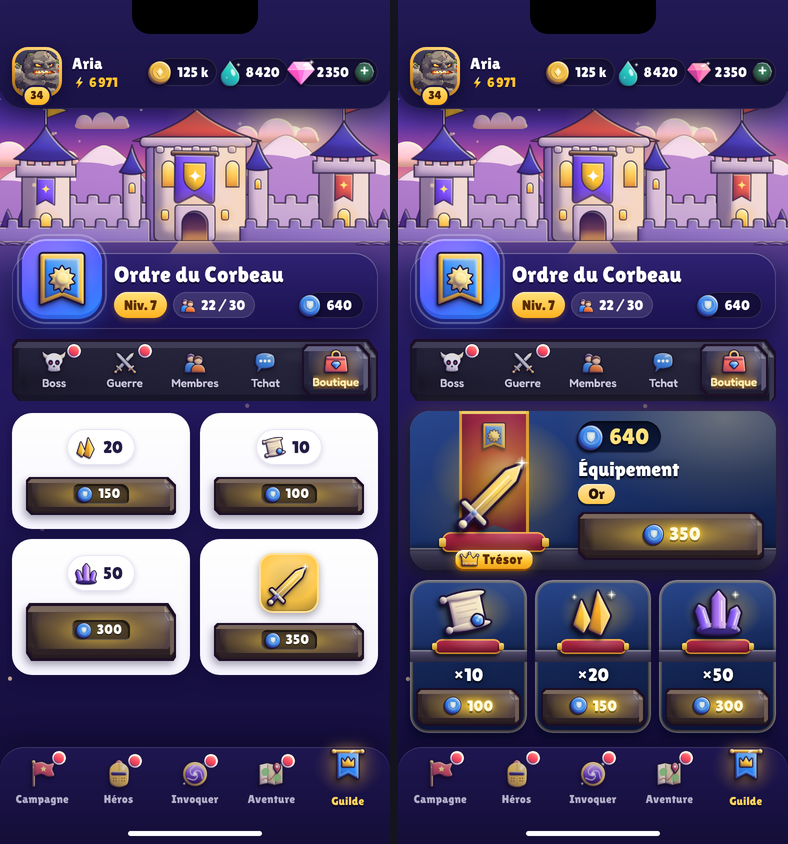 Aria
6971
34
125 k
8420
2350
Ordre du Corbeau
Niv. 7
22 / 30
640
Boss
Guerre
Membres
Tchat
Boutique
20
150
10
100
50
300
350
Campagne
Héros
Invoquer
Aventure
Guilde
Aria
6971
34
125 k
8420
2350
Ordre du Corbeau
Niv. 7
22 / 30
640
Boss
Guerre
Membres
Tchat
Boutique
640
Équipement
Or
350
Trésor
×10
×20
×50
100
150
300
Campagne
Héros
Invoquer
Aventure
Guilde